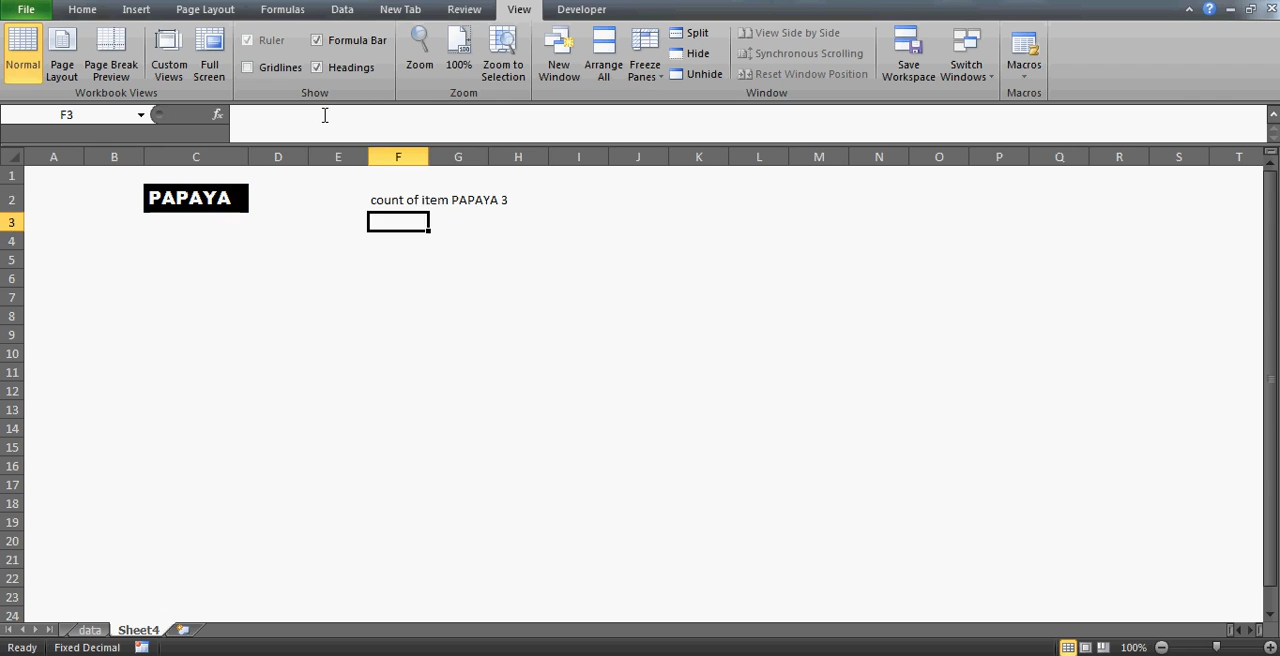 File Home Insert Page Layout Formulas Data New Tab Review View Developer
Normal Page Layout Page Break Preview Custom Views Full Screen
Workbook Views
Ruler Formula Bar
Gridlines Headings
Show
Zoom 100% Zoom to Selection
Zoom
New Window Arrange All Freeze Panes
Split
Hide
Unhide
View Side by Side
Synchronous Scrolling
Reset Window Position
Window
Save Workspace Switch Windows
Macros
Macros
F3 fx
A B C D E F G H I J K L M N O P Q R S T
1
2 PAPAYA count of item PAPAYA 3
3
4
5
6
7
8
9
10
11
12
13
14
15
16
17
18
19
20
21
22
23
24
data Sheet4
Ready Fixed Decimal 100%